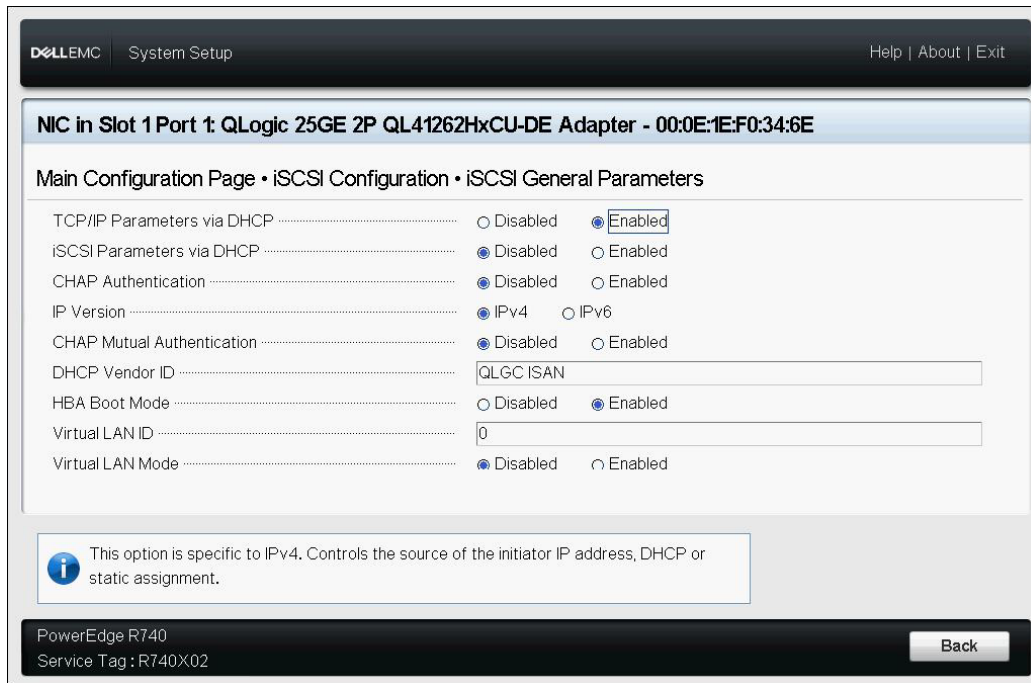 DELLEMC System Setup Help | About | Exit
NIC in Slot 1 Port 1: QLogic 25GE 2P QL41262HxCU-DE Adapter - 00:0E:1E:F0:34:6E
Main Configuration Page • iSCSI Configuration • iSCSI General Parameters
TCP/IP Parameters via DHCP Disabled Enabled
iSCSI Parameters via DHCP Disabled Enabled
CHAP Authentication Disabled Enabled
IP Version IPv4 IPv6
CHAP Mutual Authentication Disabled Enabled
DHCP Vendor ID QLGC ISAN
HBA Boot Mode Disabled Enabled
Virtual LAN ID 0
Virtual LAN Mode Disabled Enabled
This option is specific to IPv4. Controls the source of the initiator IP address, DHCP or
static assignment.
PowerEdge R740
Service Tag : R740X02
Back